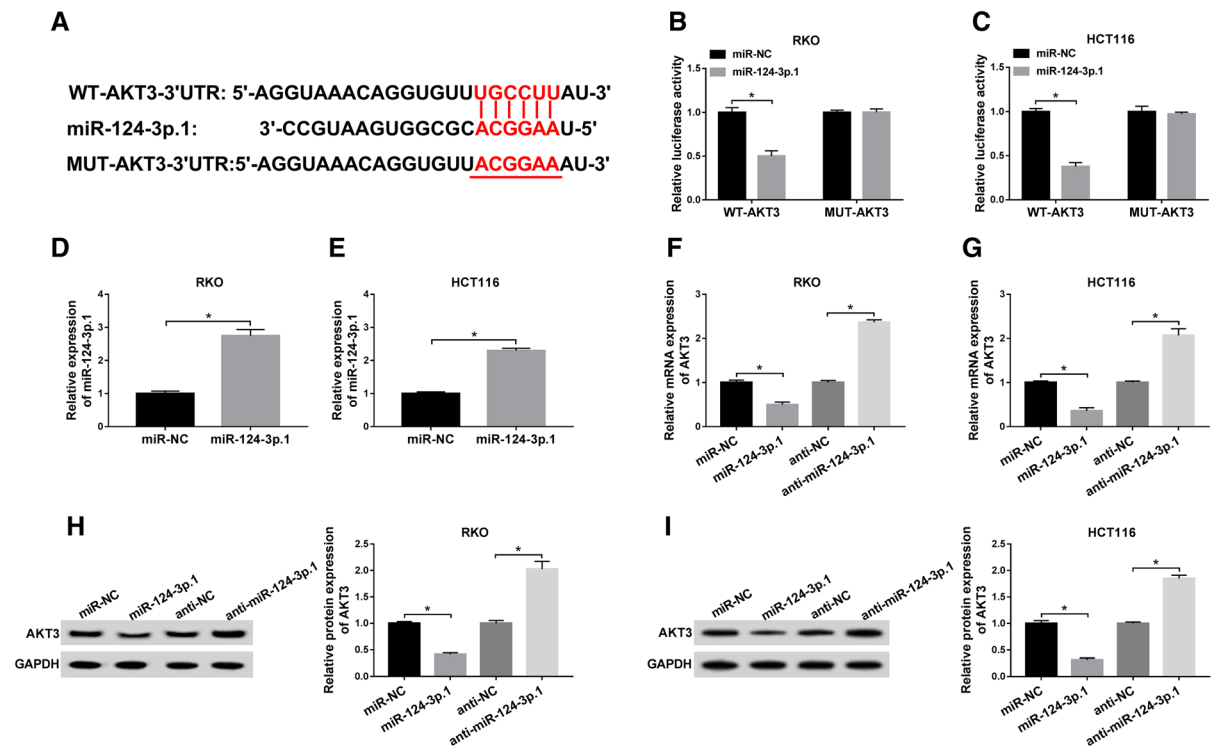 A
WT-AKT3-3'UTR: 5'-AGGUAAACAGGUGUUUGCCUUAU-3'
miR-124-3p.1: 3'-CCGUAAGUGGCGCACGGAAU-5'
MUT-AKT3-3'UTR:5'-AGGUAAACAGGUGUUACGGAAAU-3'
B
RKO
miR-NC
miR-124-3p.1
Relative luciferase activity
1.5
1.0
0.5
0.0
*
WT-AKT3 MUT-AKT3
C
HCT116
miR-NC
miR-124-3p.1
Relative luciferase activity
1.5
1.0
0.5
0.0
*
WT-AKT3 MUT-AKT3
D
RKO
Relative expression
of miR-124-3p.1
4
3
2
1
0
*
miR-NC miR-124-3p.1
E
HCT116
Relative expression
of miR-124-3p.1
4
3
2
1
0
*
miR-NC miR-124-3p.1
F
RKO
Relative mRNA expression
of AKT3
3
2
1
0
*
*
miR-NC
miR-124-3p.1
anti-NC
anti-miR-124-3p.1
G
HCT116
Relative mRNA expression
of AKT3
3
2
1
0
*
*
miR-NC
miR-124-3p.1
anti-NC
anti-miR-124-3p.1
H
miR-NC
miR-124-3p.1
anti-NC
anti-miR-124-3p.1
AKT3
GAPDH
RKO
Relative protein expression
of AKT3
2.5
2.0
1.5
1.0
0.5
0.0
*
*
miR-NC
miR-124-3p.1
anti-NC
anti-miR-124-3p.1
I
miR-NC
miR-124-3p.1
anti-NC
anti-miR-124-3p.1
AKT3
GAPDH
HCT116
Relative protein expression
of AKT3
2.5
2.0
1.5
1.0
0.5
0.0
*
*
miR-NC
miR-124-3p.1
anti-NC
anti-miR-124-3p.1